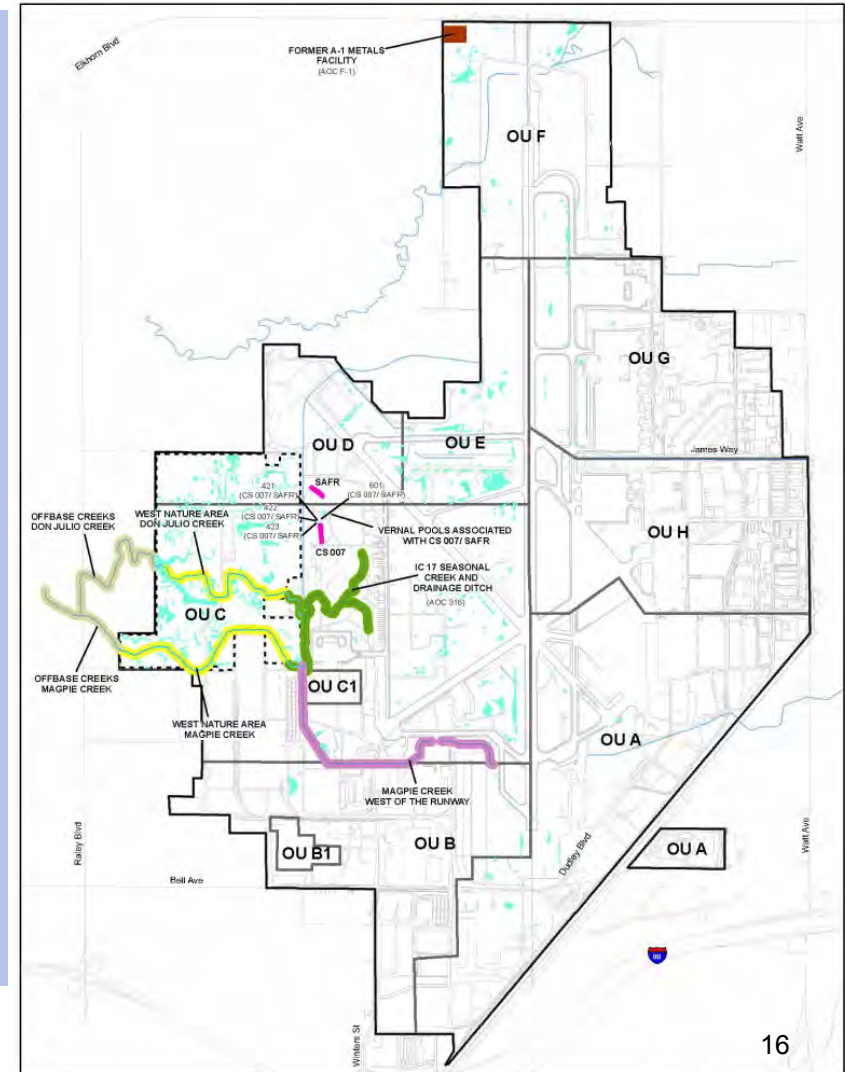 Elkhorn Blvd
FORMER A-1 METALS
FACILITY
(AOC F-1)
Watt Ave
OU F
OU G
James Way
OU D
OU E
SAFR
421
(CS 007/ SAFR)
601
(CS 007/ SAFR)
422
(CS 007/ SAFR)
423
(CS 007/ SAFR)
VERNAL POOLS ASSOCIATED
WITH CS 007/ SAFR
CS 007
OU H
OFFBASE CREEKS
DON JULIO CREEK
WEST NATURE AREA
DON JULIO CREEK
IC 17 SEASONAL
CREEK AND
DRAINAGE DITCH
(AOC 316)
OU C
OFFBASE CREEKS
MAGPIE CREEK
OU C1
WEST NATURE AREA
MAGPIE CREEK
OU A
MAGPIE CREEK
WEST OF THE RUNWAY
Raley Blvd
OU B1
OU B
Dudley Blvd
OU A
Watt Ave
Bell Ave
80
Winters St
16